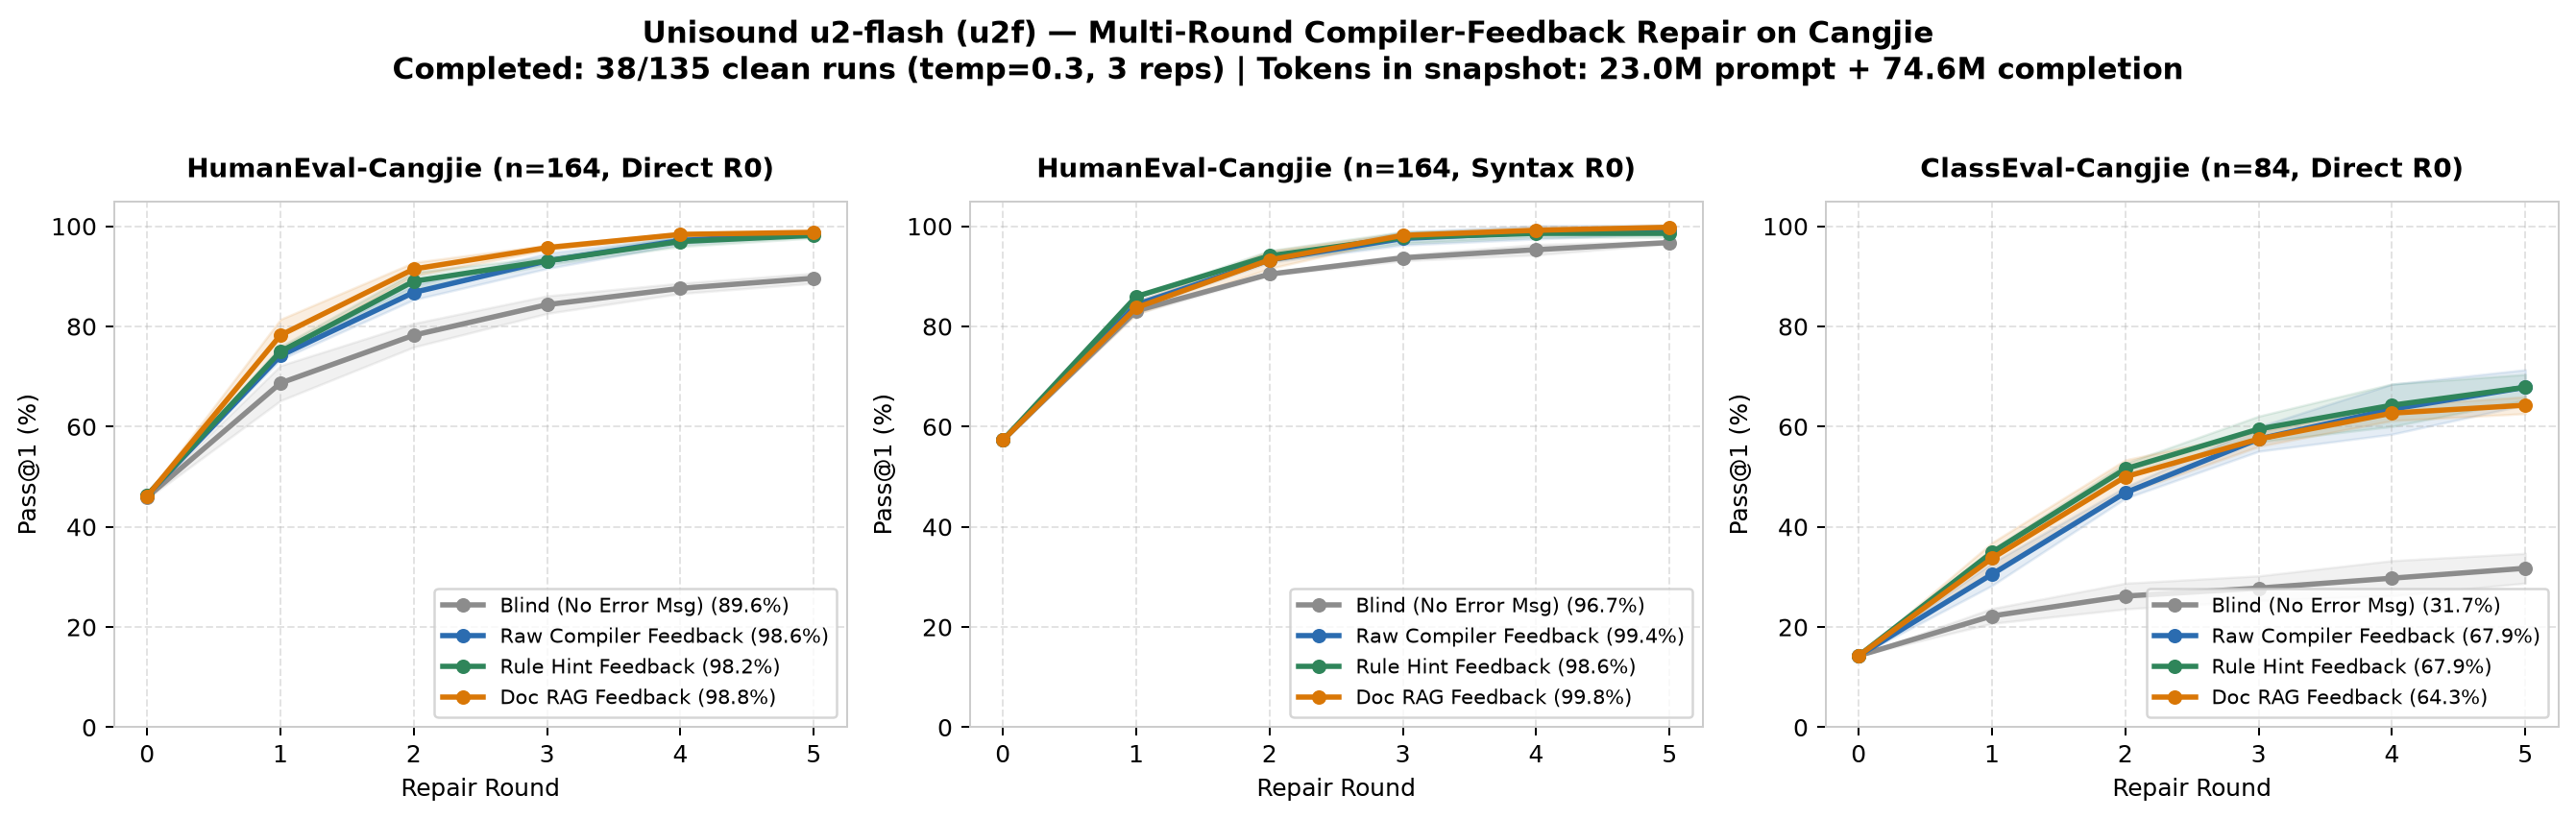 Unisound u2-flash (u2f) — Multi-Round Compiler-Feedback Repair on Cangjie
Completed: 38/135 clean runs (temp=0.3, 3 reps) | Tokens in snapshot: 23.0M prompt + 74.6M completion
HumanEval-Cangjie (n=164, Direct R0)
Pass@1 (%)
100
80
60
40
20
0
Blind (No Error Msg) (89.6%)
Raw Compiler Feedback (98.6%)
Rule Hint Feedback (98.2%)
Doc RAG Feedback (98.8%)
0 1 2 3 4 5
Repair Round
HumanEval-Cangjie (n=164, Syntax R0)
Pass@1 (%)
100
80
60
40
20
0
Blind (No Error Msg) (96.7%)
Raw Compiler Feedback (99.4%)
Rule Hint Feedback (98.6%)
Doc RAG Feedback (99.8%)
0 1 2 3 4 5
Repair Round
ClassEval-Cangjie (n=84, Direct R0)
Pass@1 (%)
100
80
60
40
20
0
Blind (No Error Msg) (31.7%)
Raw Compiler Feedback (67.9%)
Rule Hint Feedback (67.9%)
Doc RAG Feedback (64.3%)
0 1 2 3 4 5
Repair Round